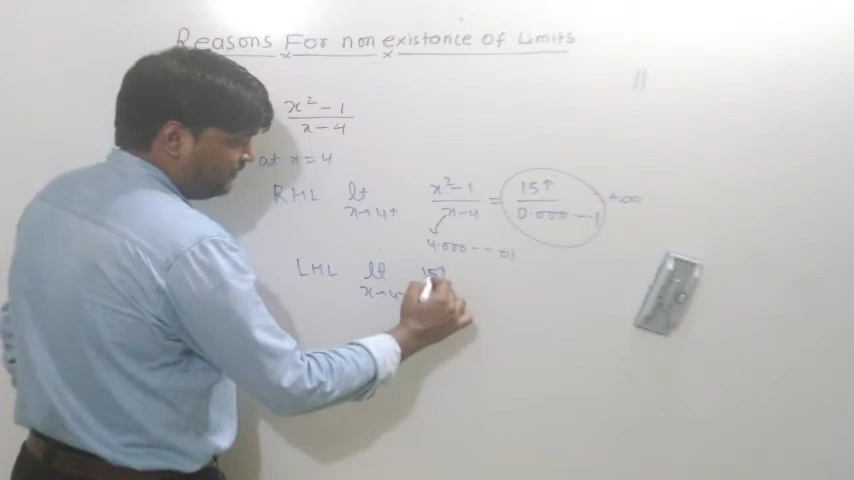 Reasons For non existance of Limits
x² - 1
x - 4
at x = 4
RHL lt x²-1 = 15↑ +∞
x→4+ x-4 0.000---1
4.000---01
LHL lt 15
x→4-